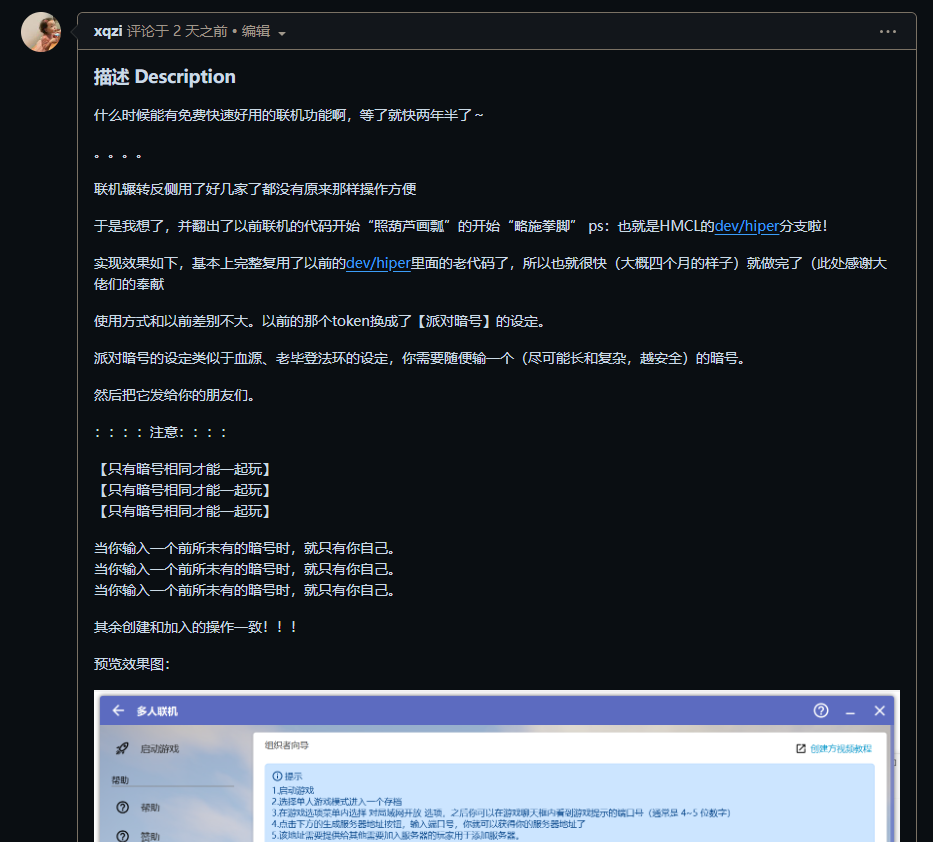 xqzi 评论于 2 天之前 • 编辑
描述 Description
什么时候能有免费快速好用的联机功能啊，等了就快两年半了～
。。。。
联机辗转反侧用了好几家了都没有原来那样操作方便
于是我想了，并翻出了以前联机的代码开始“照葫芦画瓢”的开始“略施拳脚” ps：也就是HMCL的dev/hiper分支啦！
实现效果如下，基本上完整复用了以前的dev/hiper里面的老代码了，所以也就很快（大概四个月的样子）就做完了（此处感谢大
佬们的奉献
使用方式和以前差别不大。以前的那个token换成了【派对暗号】的设定。
派对暗号的设定类似于血源、老毕登法环的设定，你需要随便输一个（尽可能长和复杂，越安全）的暗号。
然后把它发给你的朋友们。
：：：：注意：：：：
【只有暗号相同才能一起玩】
【只有暗号相同才能一起玩】
【只有暗号相同才能一起玩】
当你输入一个前所未有的暗号时，就只有你自己。
当你输入一个前所未有的暗号时，就只有你自己。
当你输入一个前所未有的暗号时，就只有你自己。
其余创建和加入的操作一致！！！
预览效果图：
多人联机
启动游戏
组织者向导
创建方视频教程
帮助
提示
1.启动游戏
2.选择单人游戏模式进入一个存档
帮助
3.在游戏选项菜单内选择 对局域网开放 选项，之后你可以在游戏聊天框内看到游戏提示的端口号（通常是 4~5 位数字）
4.点击下方的生成服务器地址按钮，输入端口号，你就可以获得你的服务器地址了
赞助
5.该地址需要提供给其他需要加入服务器的玩家用于添加服务器。